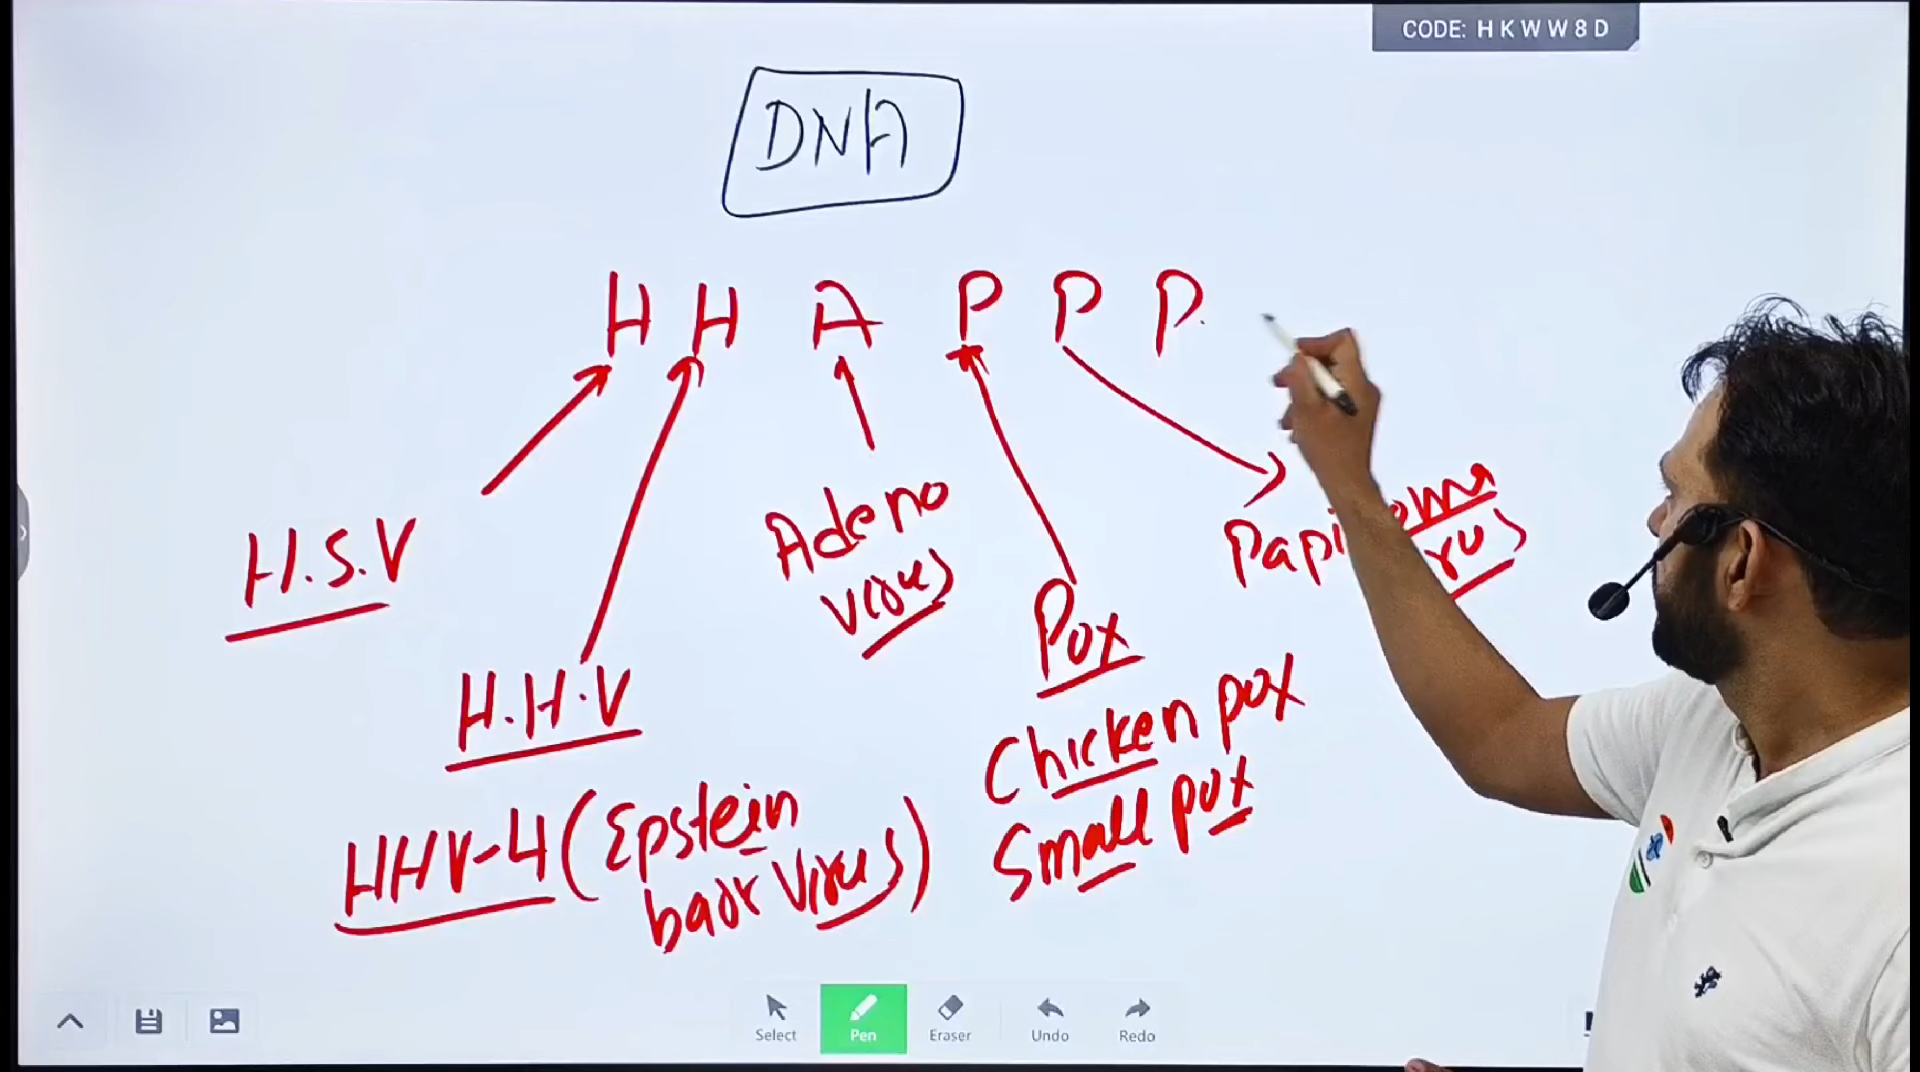 CODE: HKWW8D
DNA
H H A P P P
H.S.V
Adeno
virus
Pox
H.H.V
Chicken pox
Small pox
HHV-4 (Epstein
barr virus)
Select
Pen
Eraser
Undo
Redo